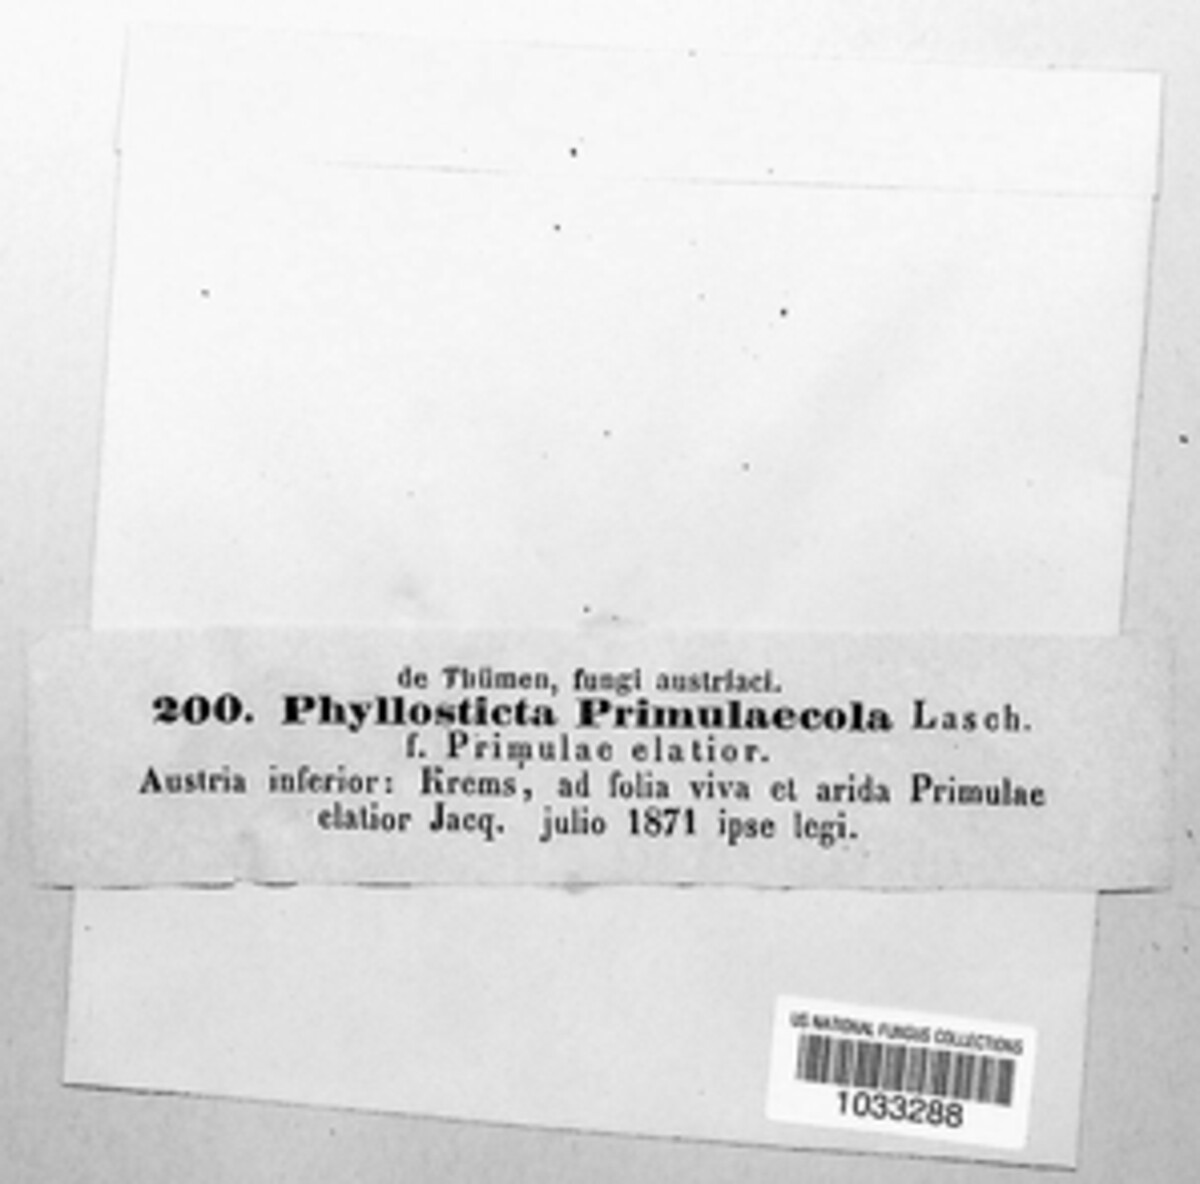 de Thümen, fungi austriaci.
200. Phyllosticta Primulaecola Lasch.
f. Primulae elatior.
Austria inferior: Krems, ad folia viva et arida Primulae
elatior Jacq. julio 1871 ipse legi.
US NATIONAL FUNGUS COLLECTIONS
1033288